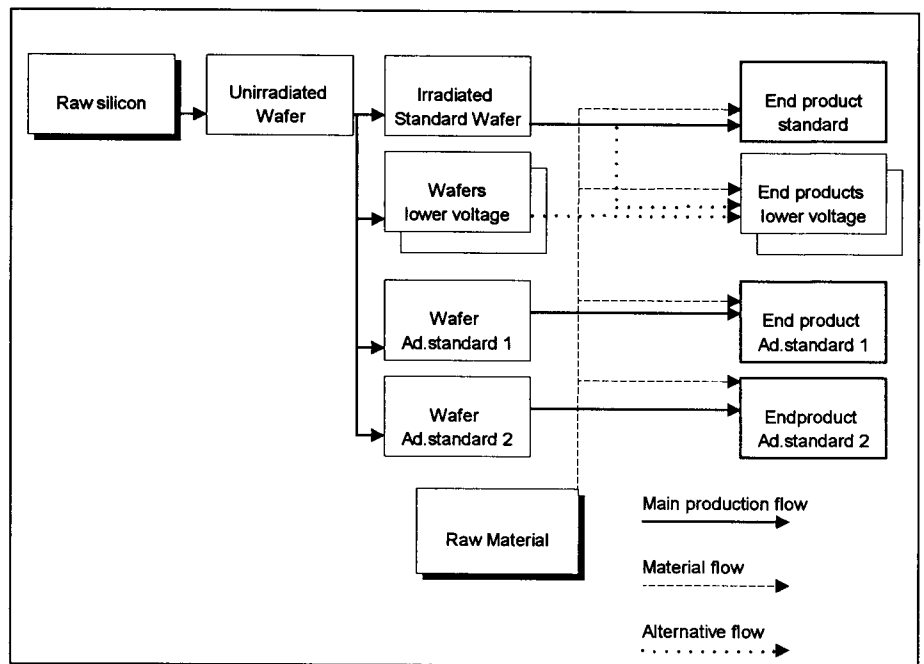 Raw silicon
Unirradiated
Wafer
Irradiated
Standard Wafer
End product
standard
Wafers
lower voltage
End products
lower voltage
Wafer
Ad.standard 1
End product
Ad.standard 1
Wafer
Ad.standard 2
Endproduct
Ad.standard 2
Raw Material
Main production flow
Material flow
Alternative flow